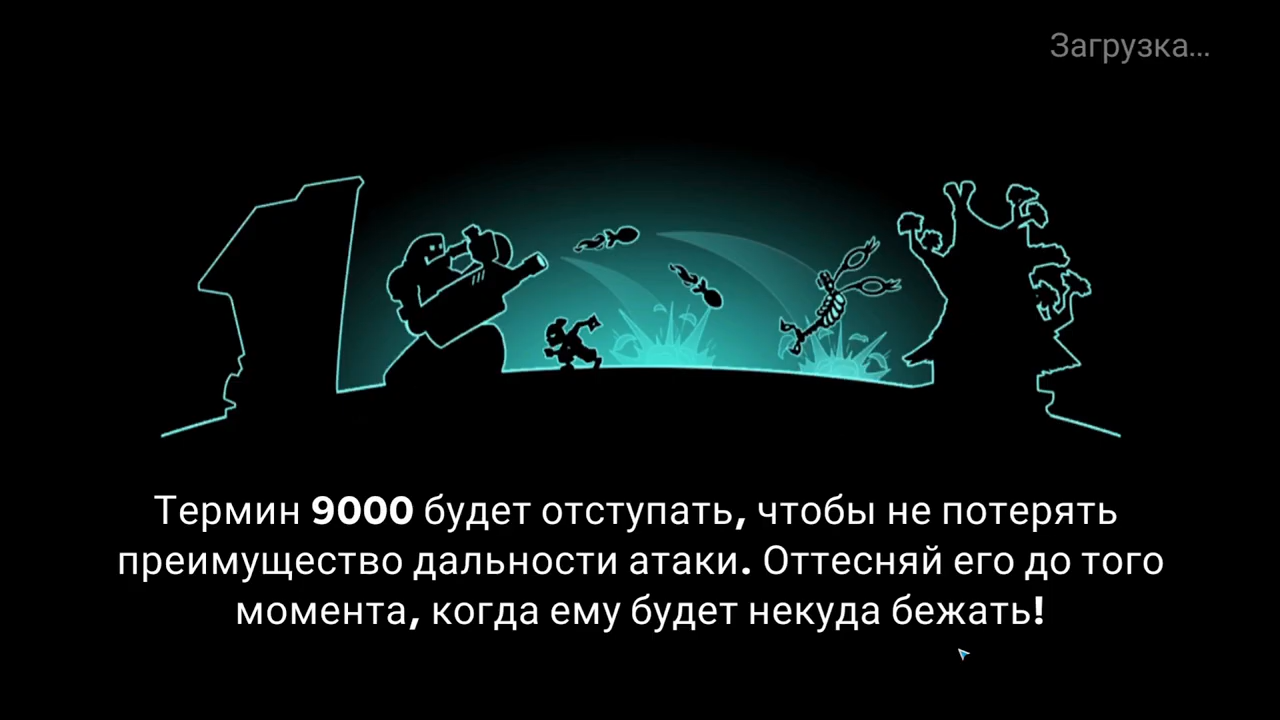 Загрузка...
Термин 9000 будет отступать, чтобы не потерять
преимущество дальности атаки. Оттесняй его до того
момента, когда ему будет некуда бежать!